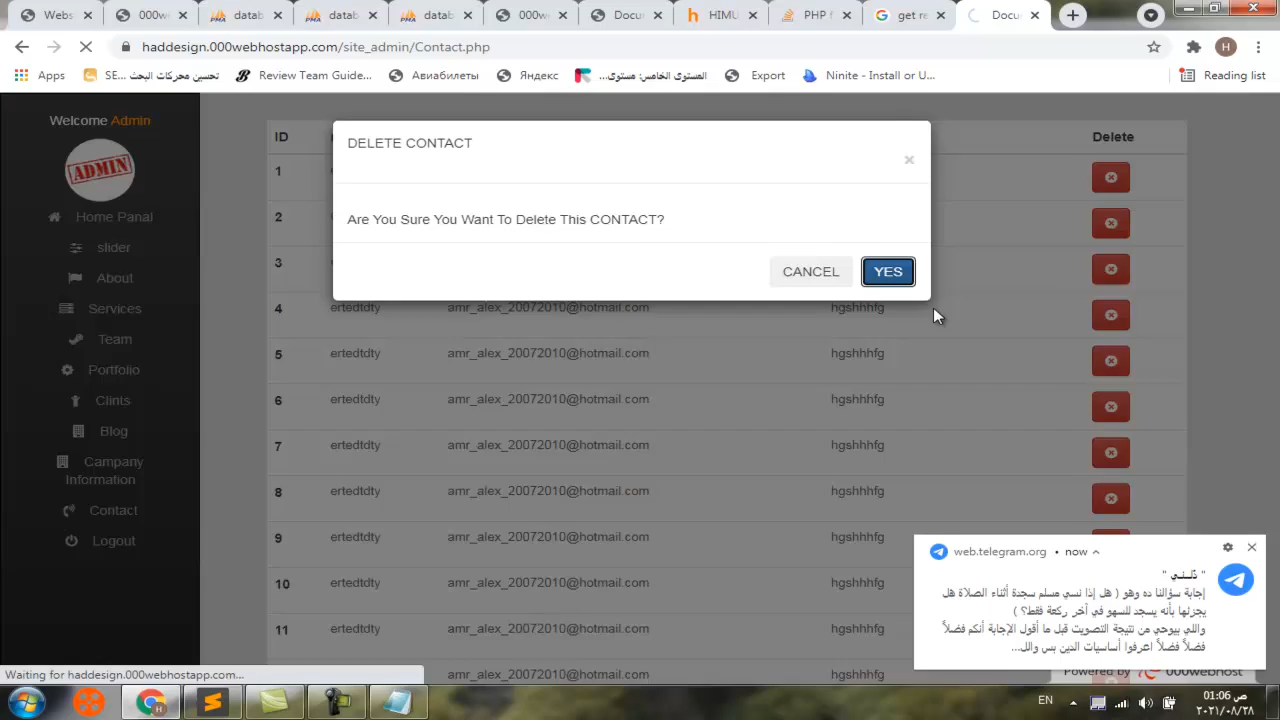 Webs
000w
datab
datab
datab
000w
Docu
HIMU
PHP f
get re
Docu
haddesign.000webhostapp.com/site_admin/Contact.php
Apps
SE... تحسين محركات البحث
Review Team Guide...
Авиабилеты
Яндекс
المستوى الخامس: مستوى...
Export
Ninite - Install or U...
Reading list
Welcome Admin
ADMIN
Home Panal
slider
About
Services
Team
Portfolio
Clints
Blog
Campany
Information
Contact
Logout
ID Delete
DELETE CONTACT
×
Are You Sure You Want To Delete This CONTACT?
CANCEL YES
1
2
3
4 ertedtdty amr_alex_20072010@hotmail.com hgshhhfg
5 ertedtdty amr_alex_20072010@hotmail.com hgshhhfg
6 ertedtdty amr_alex_20072010@hotmail.com hgshhhfg
7 ertedtdty amr_alex_20072010@hotmail.com hgshhhfg
8 ertedtdty amr_alex_20072010@hotmail.com hgshhhfg
9 ertedtdty amr_alex_20072010@hotmail.com hgshhhfg
10 ertedtdty amr_alex_20072010@hotmail.com hgshhhfg
11 ertedtdty amr_alex_20072010@hotmail.com hgshhhfg
ertedtdty amr_alex_20072010@hotmail.com
web.telegram.org • now
" دُلـنـي "
إجابة سؤالنا ده وهو ( هل إذا نسي مسلم سجدة أثناء الصلاة هل
يجزئها بأنه يسجد للسهو في آخر ركعة فقط؟ )
واللي بيوحي من نتيجة التصويت قبل ما أقول الإجابة أنكم فضلاً
فضلاً فضلاً اعرفوا أساسيات الدين بس والل...
Powered by 000webhost
Waiting for haddesign.000webhostapp.com...
EN
01:06 ص
٢٠٢١/٠٨/٢٨